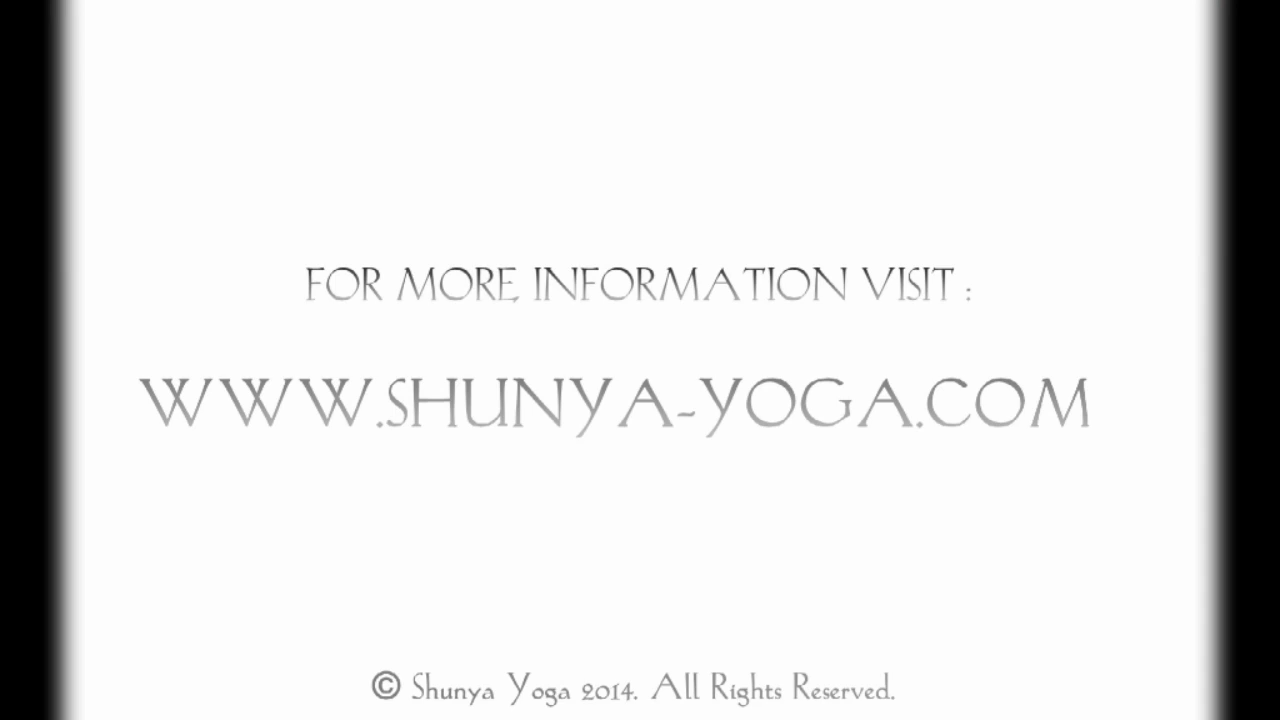 FOR MORE INFORMATION VISIT :
WWW.SHUNYA-YOGA.COM
© Shunya Yoga 2014. All Rights Reserved.